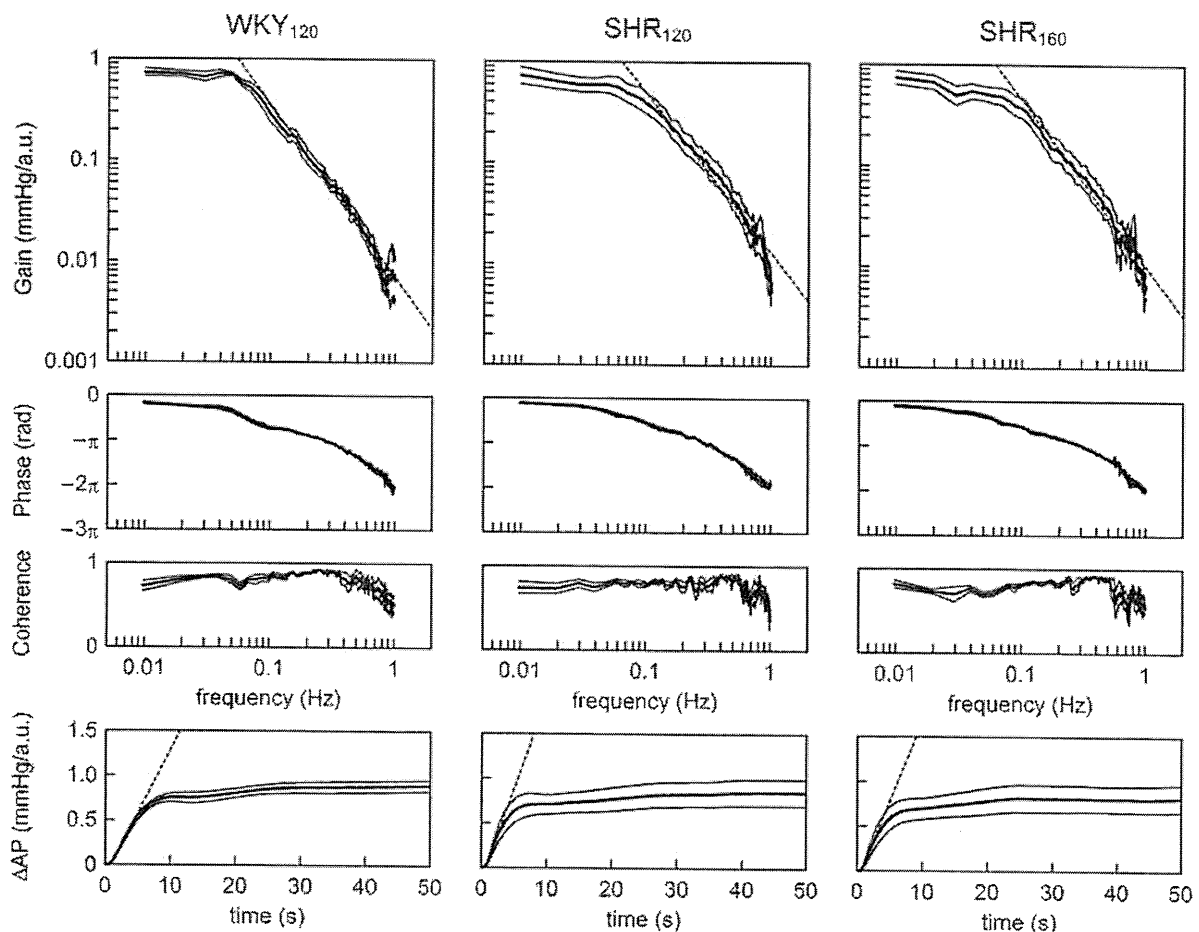 WKY120
SHR120
SHR160
Gain (mmHg/a.u.)
1
0.1
0.01
0.001
Phase (rad)
0
−π
−2π
−3π
Coherence
1
0
0.01 0.1 1
0.01 0.1 1
0.01 0.1 1
frequency (Hz)
frequency (Hz)
frequency (Hz)
ΔAP (mmHg/a.u.)
1.5
1.0
0.5
0
0 10 20 30 40 50
0 10 20 30 40 50
0 10 20 30 40 50
time (s)
time (s)
time (s)